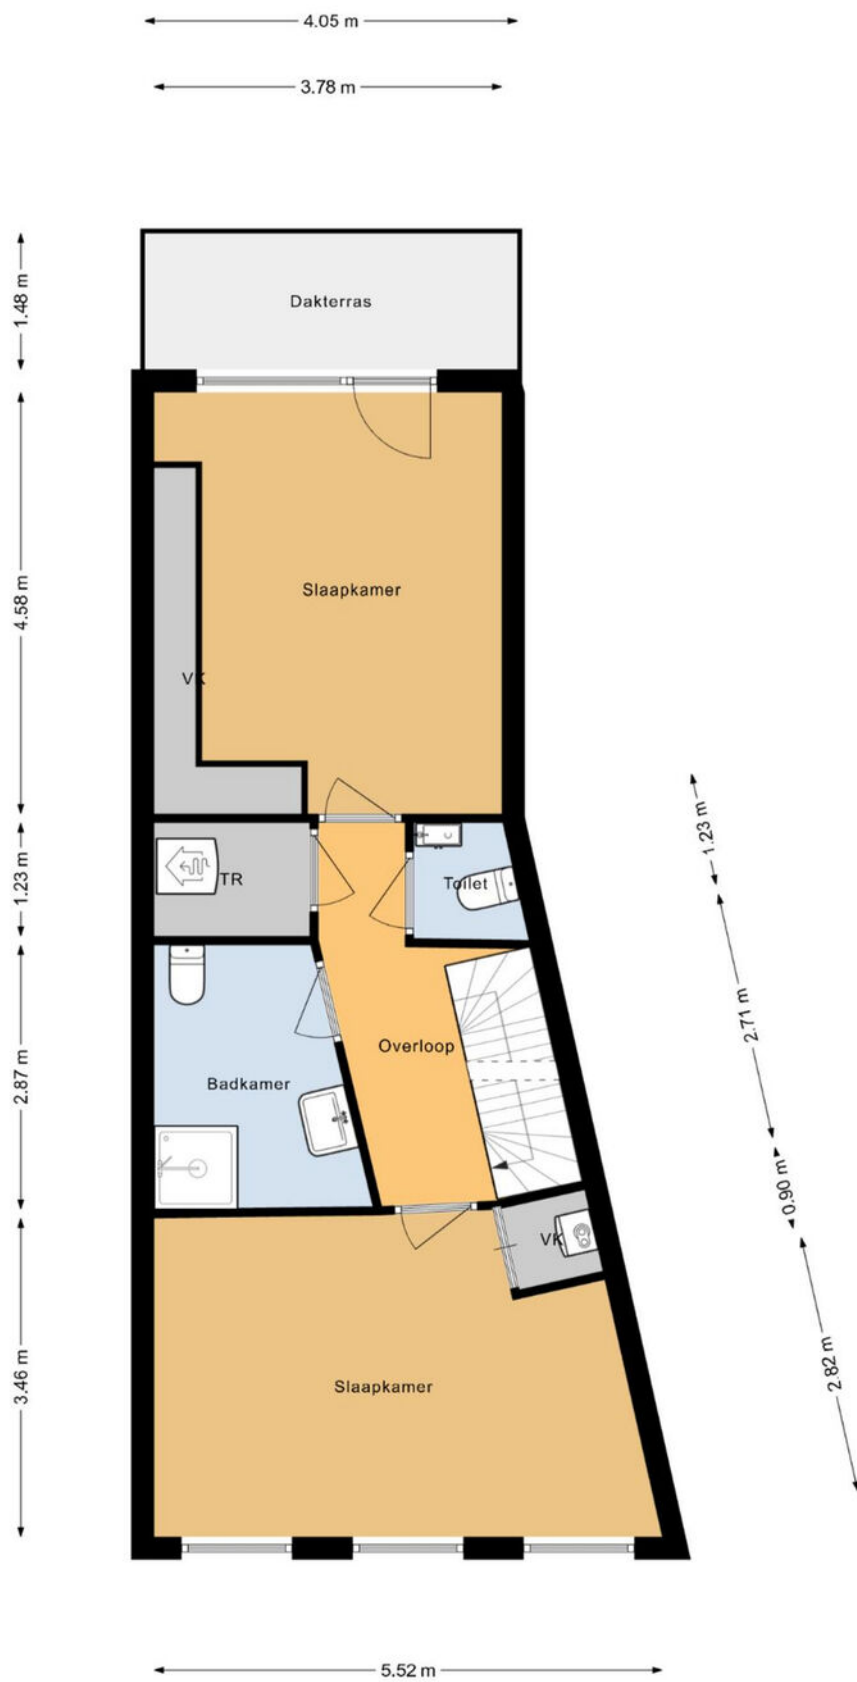 4.05 m
3.78 m
1.48 m
Dakterras
4.58 m
Slaapkamer
VK
1.23 m
1.23 m
TR
Toilet
2.71 m
2.87 m
Overloop
Badkamer
0.90 m
VK
3.46 m
2.82 m
Slaapkamer
5.52 m